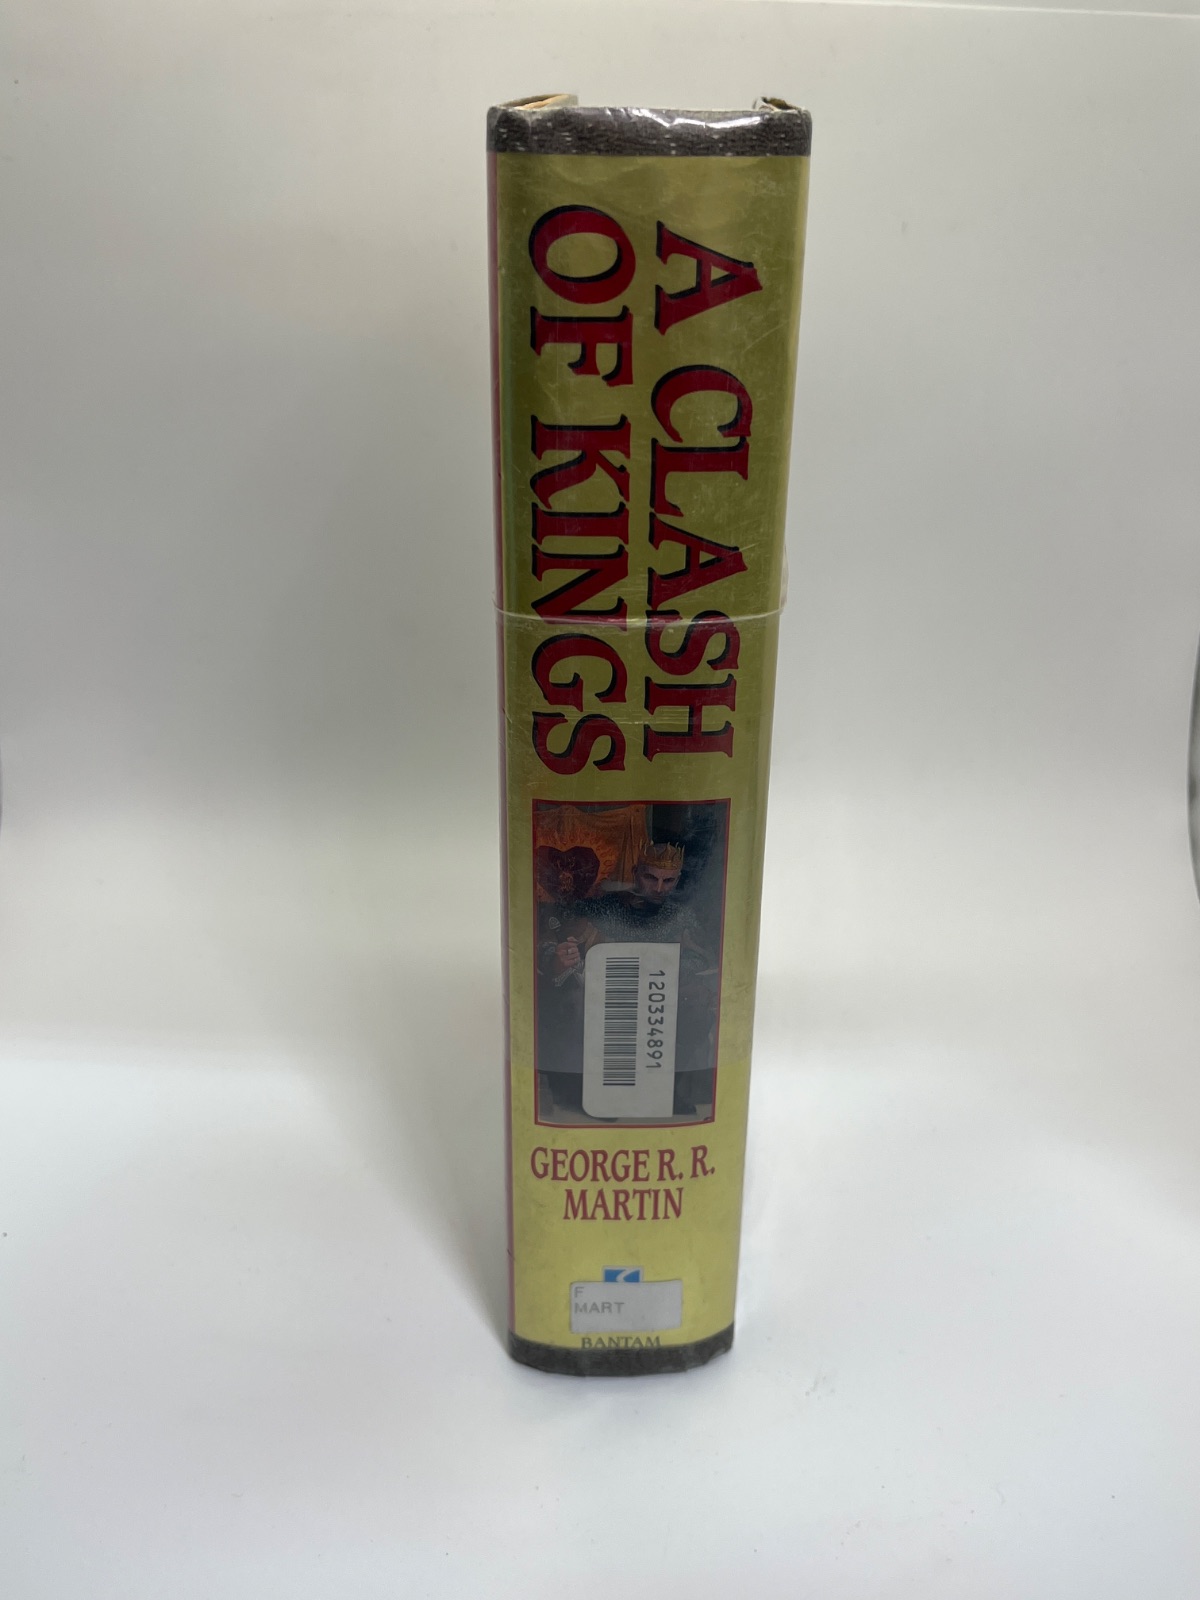 A CLASH
OF KINGS
120334891
GEORGE R. R.
MARTIN
F
MART
BANTAM